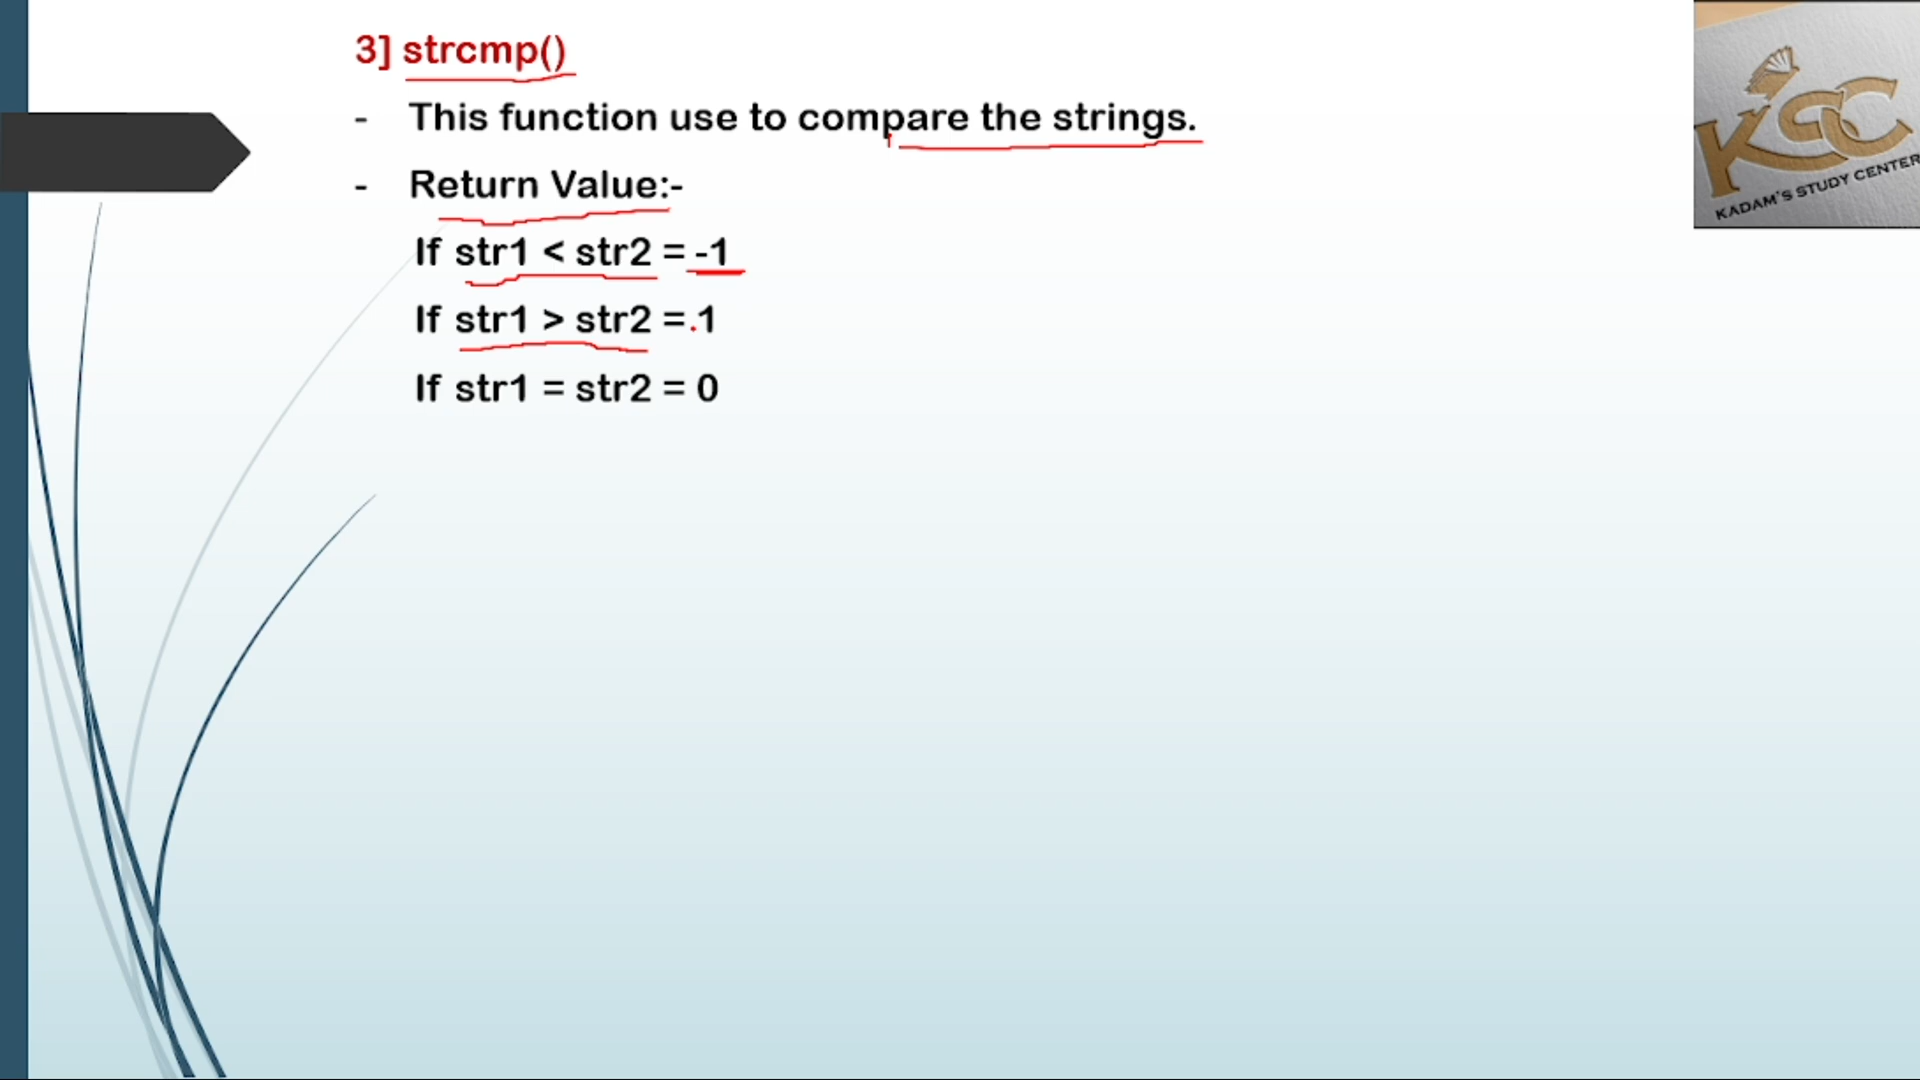 3] strcmp()
- This function use to compare the strings.
- Return Value:-
If str1 < str2 = -1
If str1 > str2 = 1
If str1 = str2 = 0
KSC
KADAM'S STUDY CENTER